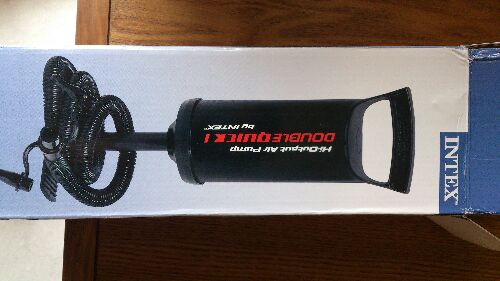 Hi-Output Air Pump
DOUBLE QUICK I
by INTEX
INTEX